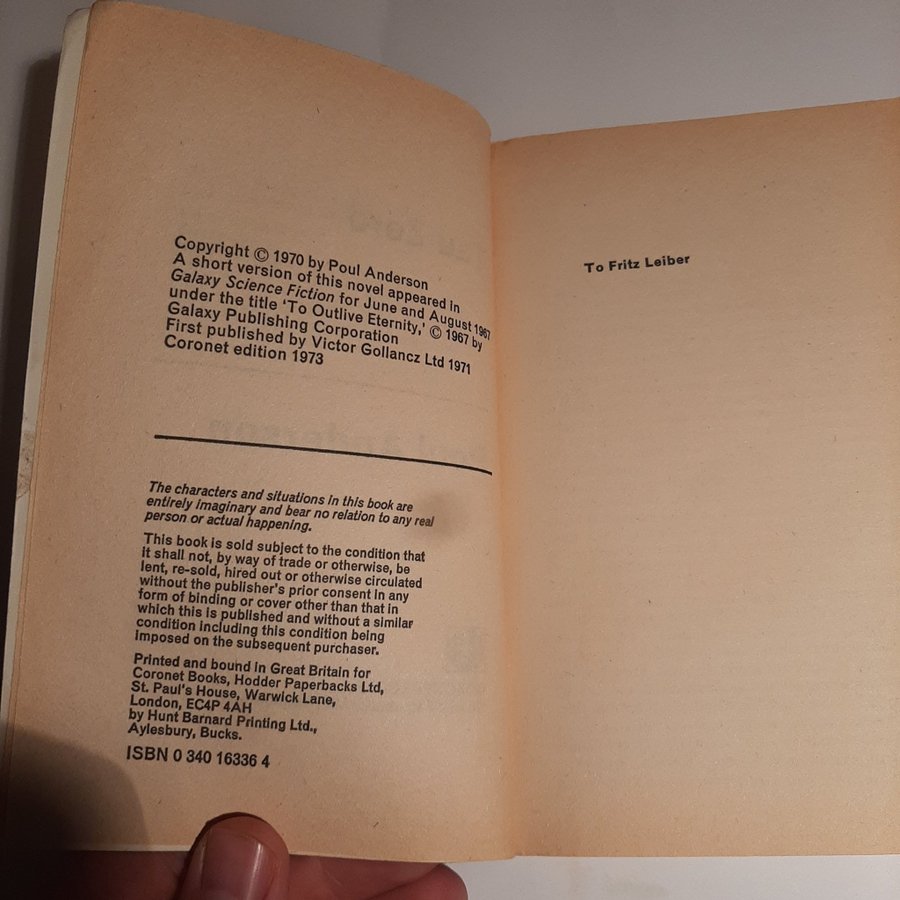 Copyright © 1970 by Poul Anderson
A short version of this novel appeared in
Galaxy Science Fiction for June and August 1967
under the title 'To Outlive Eternity,' © 1967 by
Galaxy Publishing Corporation
First published by Victor Gollancz Ltd 1971
Coronet edition 1973
The characters and situations in this book are
entirely imaginary and bear no relation to any real
person or actual happening.
This book is sold subject to the condition that
it shall not, by way of trade or otherwise, be
lent, re-sold, hired out or otherwise circulated
without the publisher's prior consent in any
form of binding or cover other than that in
which this is published and without a similar
condition including this condition being
imposed on the subsequent purchaser.
Printed and bound in Great Britain for
Coronet Books, Hodder Paperbacks Ltd,
St. Paul's House, Warwick Lane,
London, EC4P 4AH
by Hunt Barnard Printing Ltd.,
Aylesbury, Bucks.
ISBN 0 340 16336 4
To Fritz Leiber